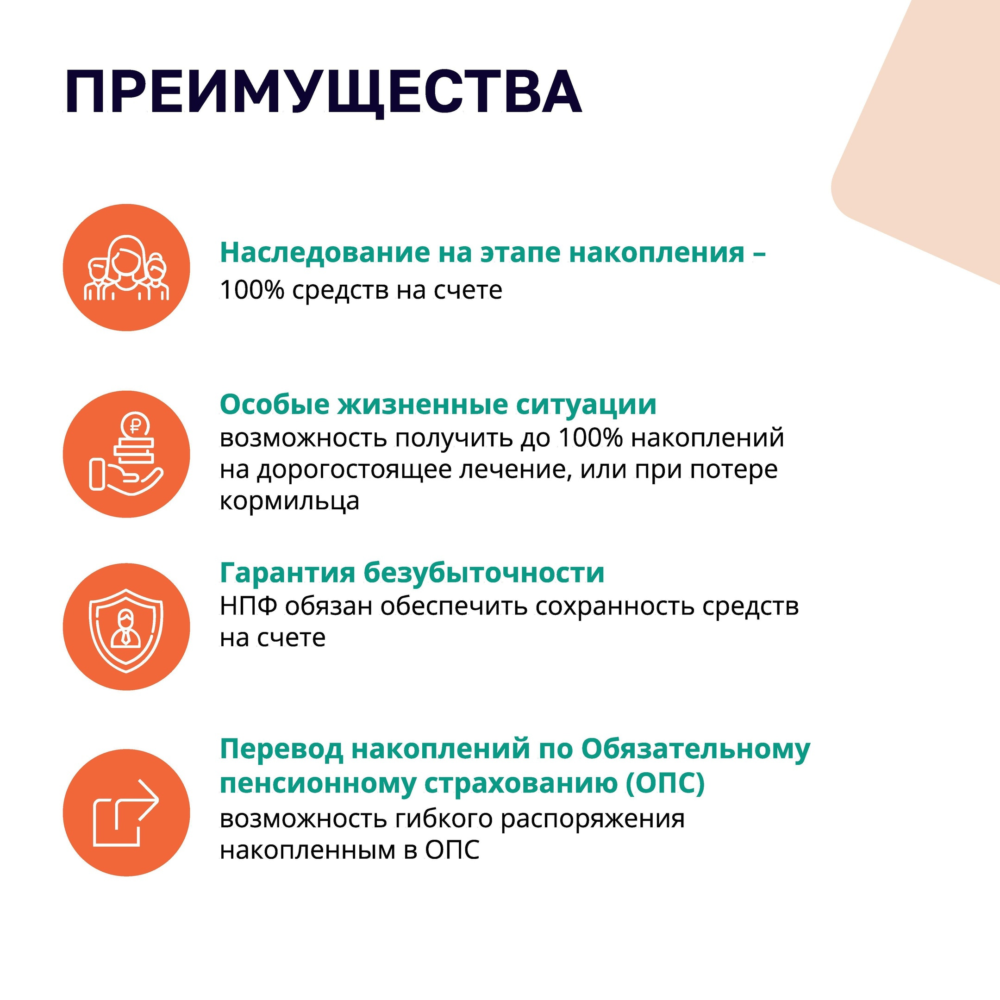 ПРЕИМУЩЕСТВА
Наследование на этапе накопления –
100% средств на счете
₽
Особые жизненные ситуации
возможность получить до 100% накоплений
на дорогостоящее лечение, или при потере
кормильца
Гарантия безубыточности
НПФ обязан обеспечить сохранность средств
на счете
Перевод накоплений по Обязательному
пенсионному страхованию (ОПС)
возможность гибкого распоряжения
накопленным в ОПС